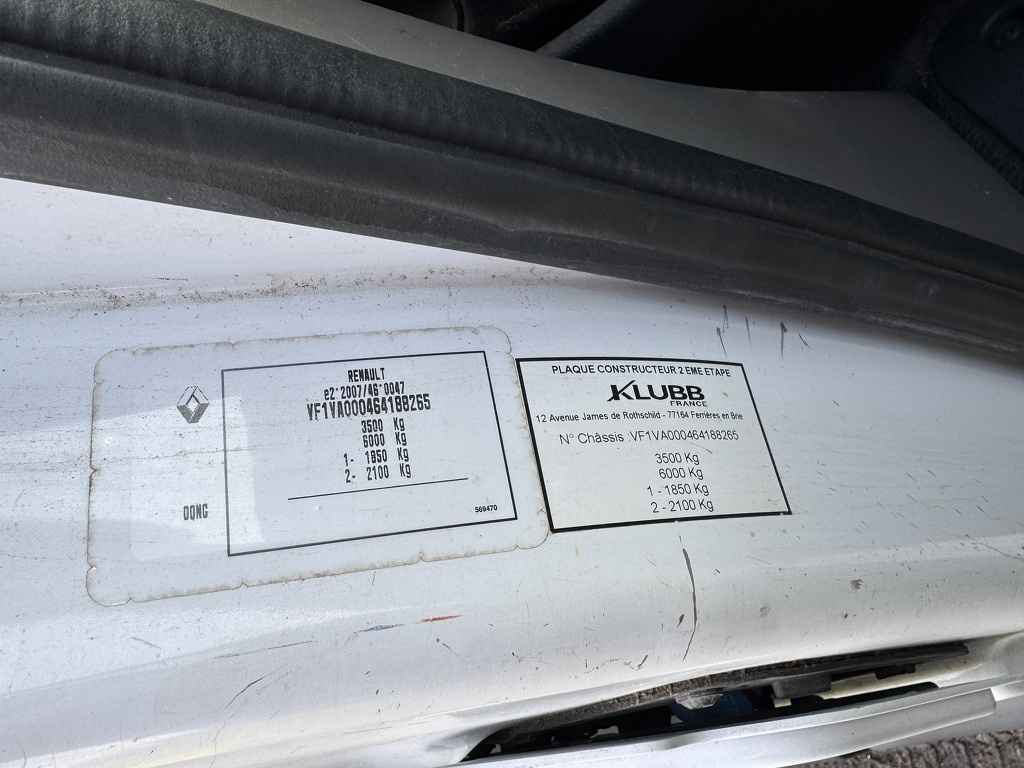 RENAULT
e2*2007/46*0047
VF1VA000464188265
3500 Kg
6000 Kg
1- 1850 Kg
2- 2100 Kg
OONG
569470
PLAQUE CONSTRUCTEUR 2 EME ETAPE
KLUBB
FRANCE
12 Avenue James de Rothschild - 77164 Ferrières en Brie
N° Châssis :VF1VA000464188265
3500 Kg
6000 Kg
1 - 1850 Kg
2 - 2100 Kg